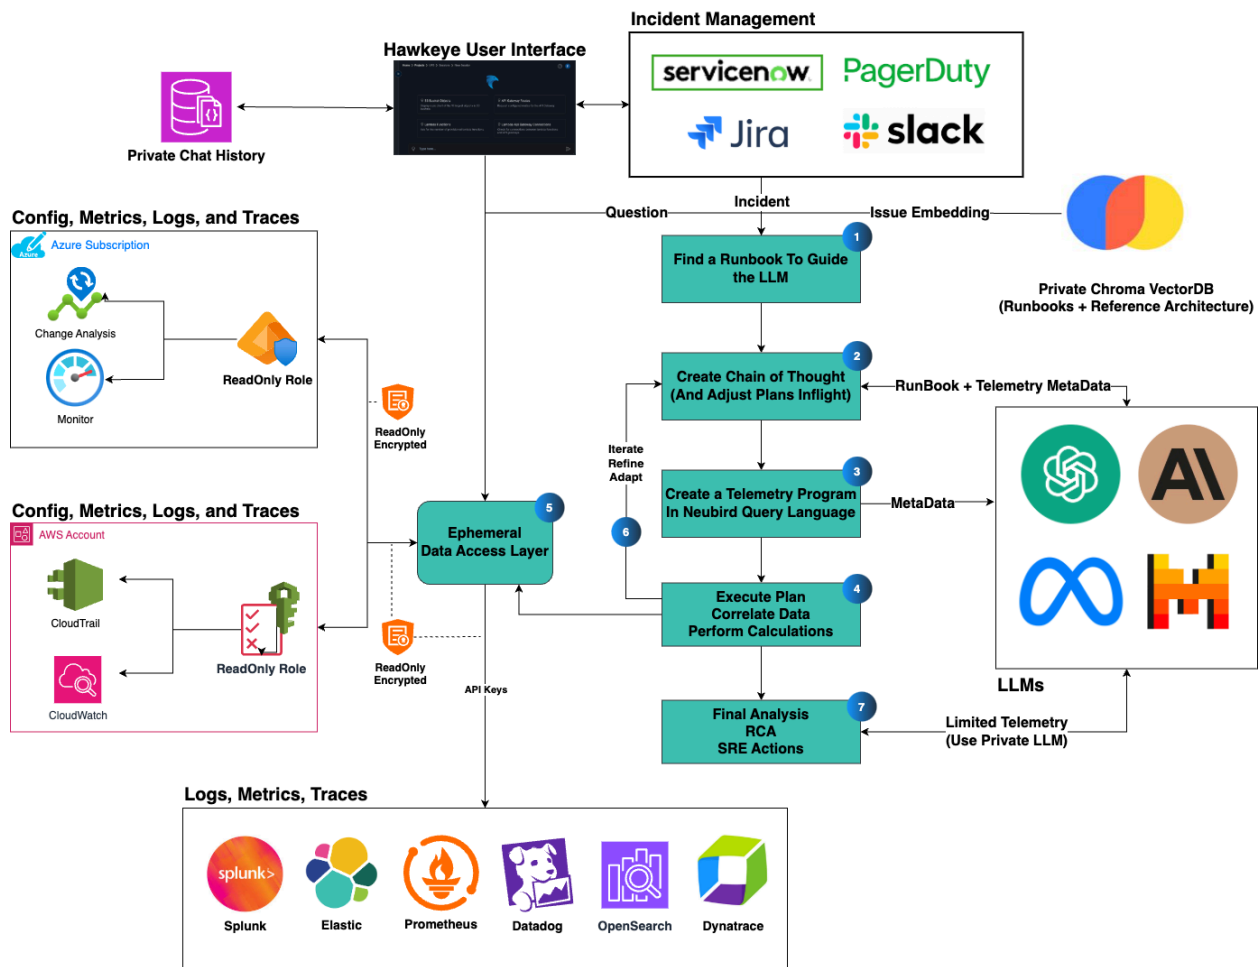 Incident Management
Hawkeye User Interface
servicenow
PagerDuty
Jira
slack
Private Chat History
Incident
Question
Issue Embedding
Config, Metrics, Logs, and Traces
Azure Subscription
Azure
Change Analysis
Monitor
ReadOnly Role
ReadOnly
Encrypted
1
Find a Runbook To Guide
the LLM
Private Chroma VectorDB
(Runbooks + Reference Architecture)
2
Create Chain of Thought
(And Adjust Plans Inflight)
RunBook + Telemetry MetaData
Iterate
Refine
Adapt
3
Create a Telemetry Program
In Neubird Query Language
MetaData
AI
LLMs
Config, Metrics, Logs, and Traces
AWS Account
CloudTrail
CloudWatch
ReadOnly Role
ReadOnly
Encrypted
5
Ephemeral
Data Access Layer
6
4
Execute Plan
Correlate Data
Perform Calculations
API Keys
7
Final Analysis
RCA
SRE Actions
Limited Telemetry
(Use Private LLM)
Logs, Metrics, Traces
splunk>
Splunk
Elastic
Prometheus
Datadog
OpenSearch
Dynatrace